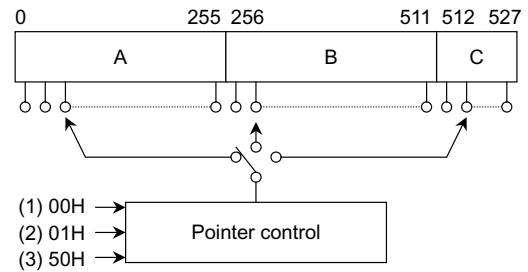 0 255 256 511 512 527
A B C
(1) 00H
(2) 01H
(3) 50H
Pointer control